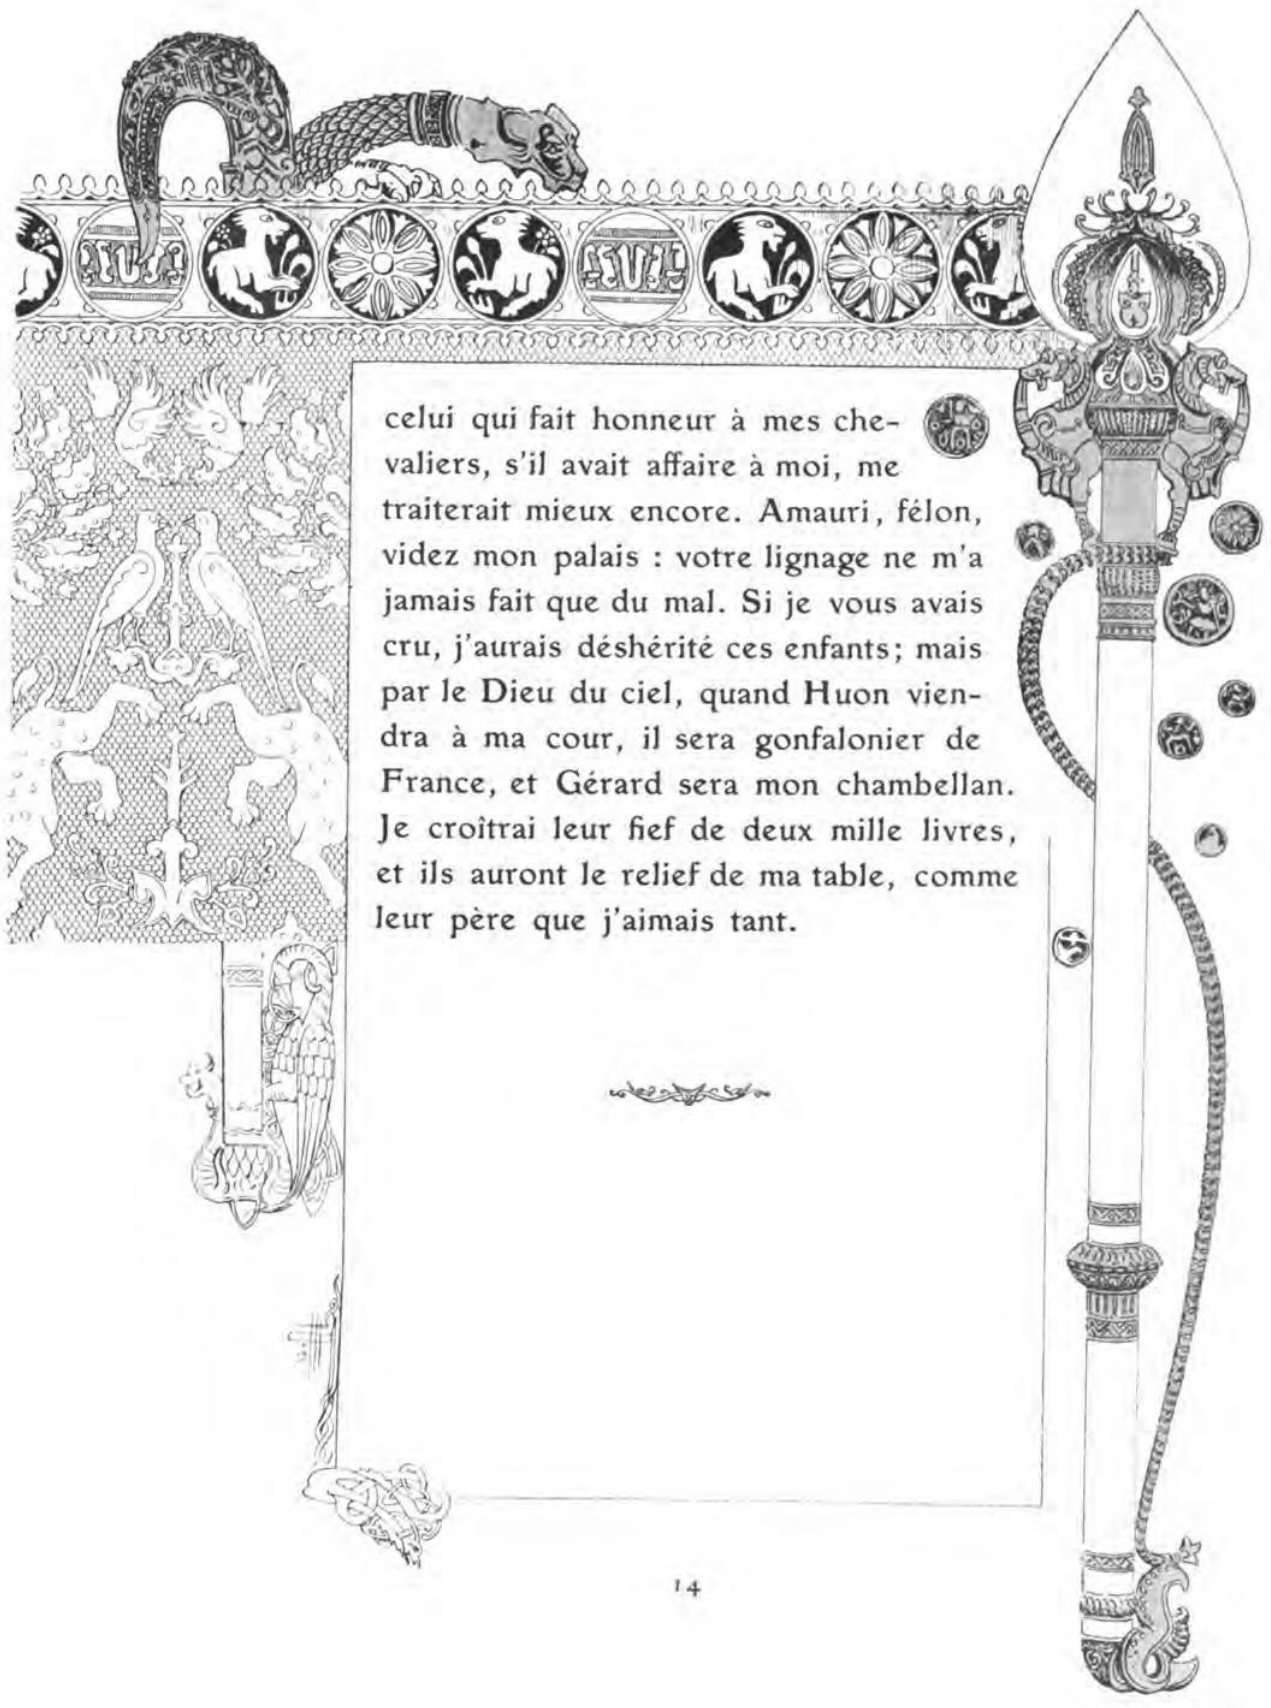 celui qui fait honneur à mes che-
valiers, s'il avait affaire à moi, me
traiterait mieux encore. Amauri, félon,
videz mon palais : votre lignage ne m'a
jamais fait que du mal. Si je vous avais
cru, j'aurais déshérité ces enfants; mais
par le Dieu du ciel, quand Huon vien-
dra à ma cour, il sera gonfalonier de
France, et Gérard sera mon chambellan.
Je croîtrai leur fief de deux mille livres,
et ils auront le relief de ma table, comme
leur père que j'aimais tant.
14